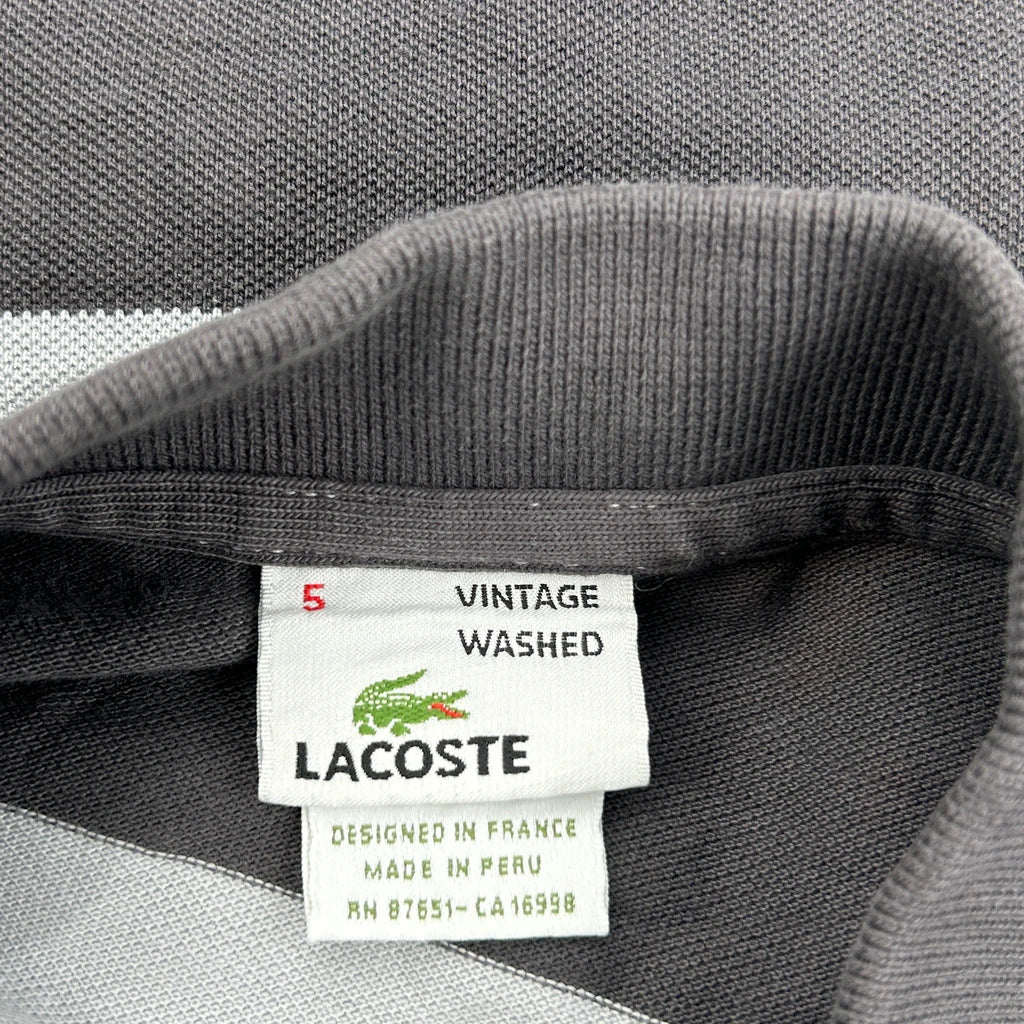 5 VINTAGE
WASHED
LACOSTE
DESIGNED IN FRANCE
MADE IN PERU
RN 87651-CA 16998